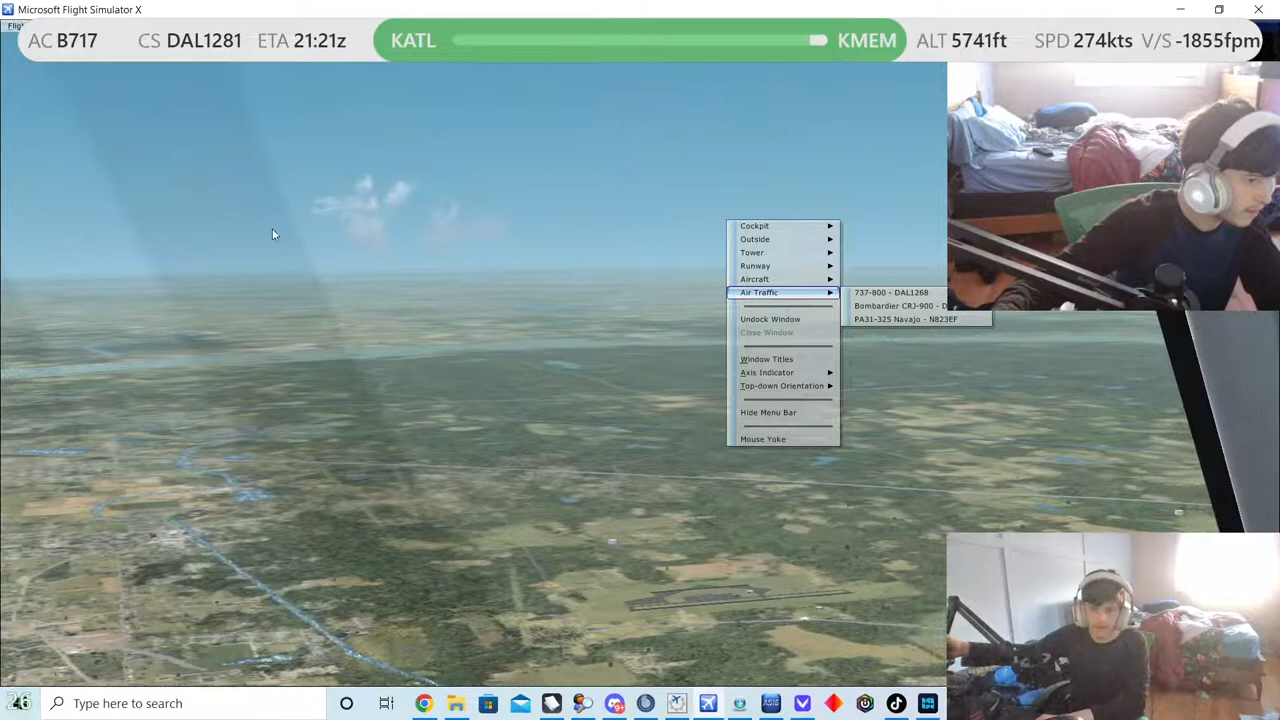 Microsoft Flight Simulator X
AC B717 CS DAL1281 ETA 21:21z KATL KMEM ALT 5741ft SPD 274kts V/S -1855fpm
Cockpit
Outside
Tower
Runway
Aircraft
Air Traffic
737-800 - DAL1268
Bombardier CRJ-900 - D
PA31-325 Navajo - N823EF
Undock Window
Close Window
Window Titles
Axis Indicator
Top-down Orientation
Hide Menu Bar
Mouse Yoke
26
Type here to search
9+